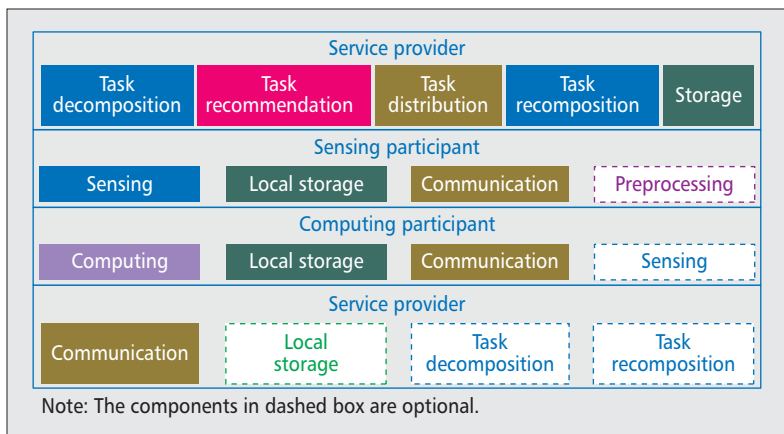 Service provider
Task
decomposition
Task
recommendation
Task
distribution
Task
recomposition
Storage
Sensing participant
Sensing
Local storage
Communication
Preprocessing
Computing participant
Computing
Local storage
Communication
Sensing
Service provider
Communication
Local
storage
Task
decomposition
Task
recomposition
Note: The components in dashed box are optional.